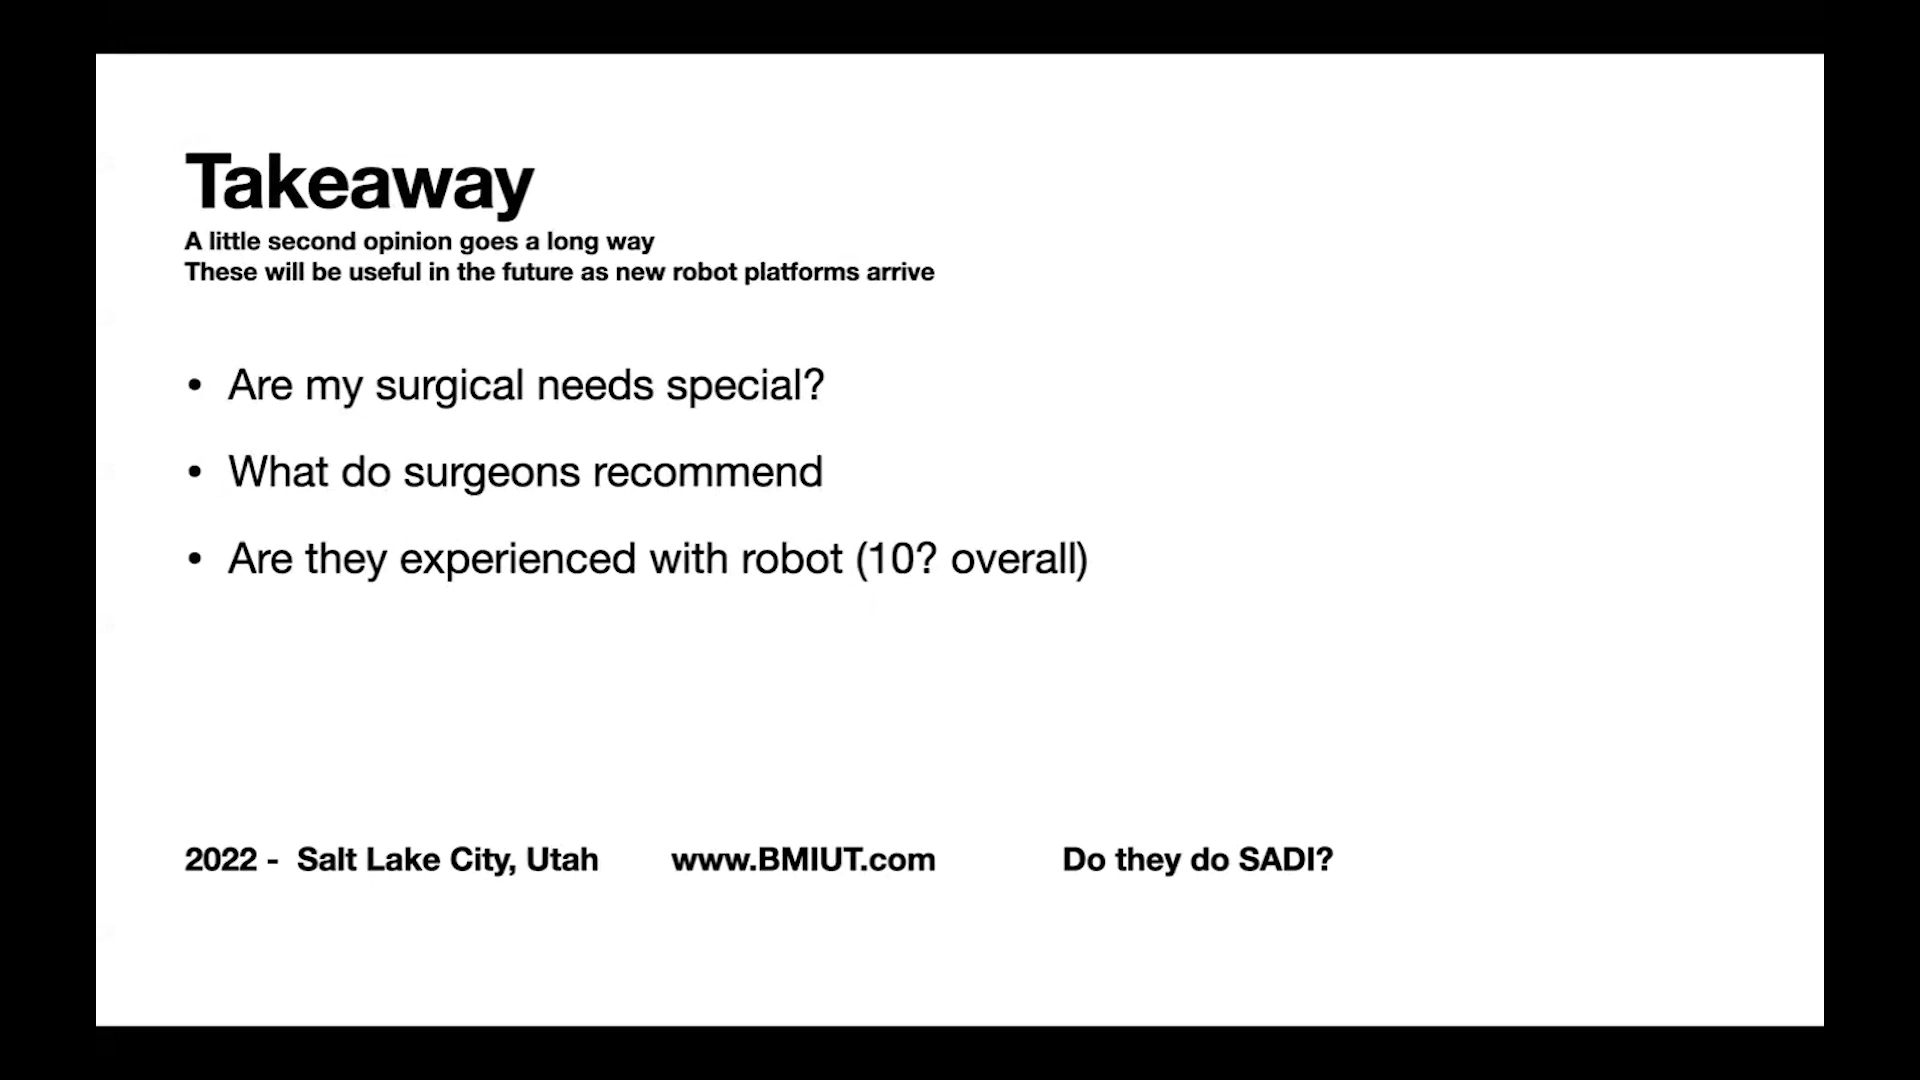 Takeaway
A little second opinion goes a long way
These will be useful in the future as new robot platforms arrive
• Are my surgical needs special?
• What do surgeons recommend
• Are they experienced with robot (10? overall)
2022 - Salt Lake City, Utah www.BMIUT.com Do they do SADI?